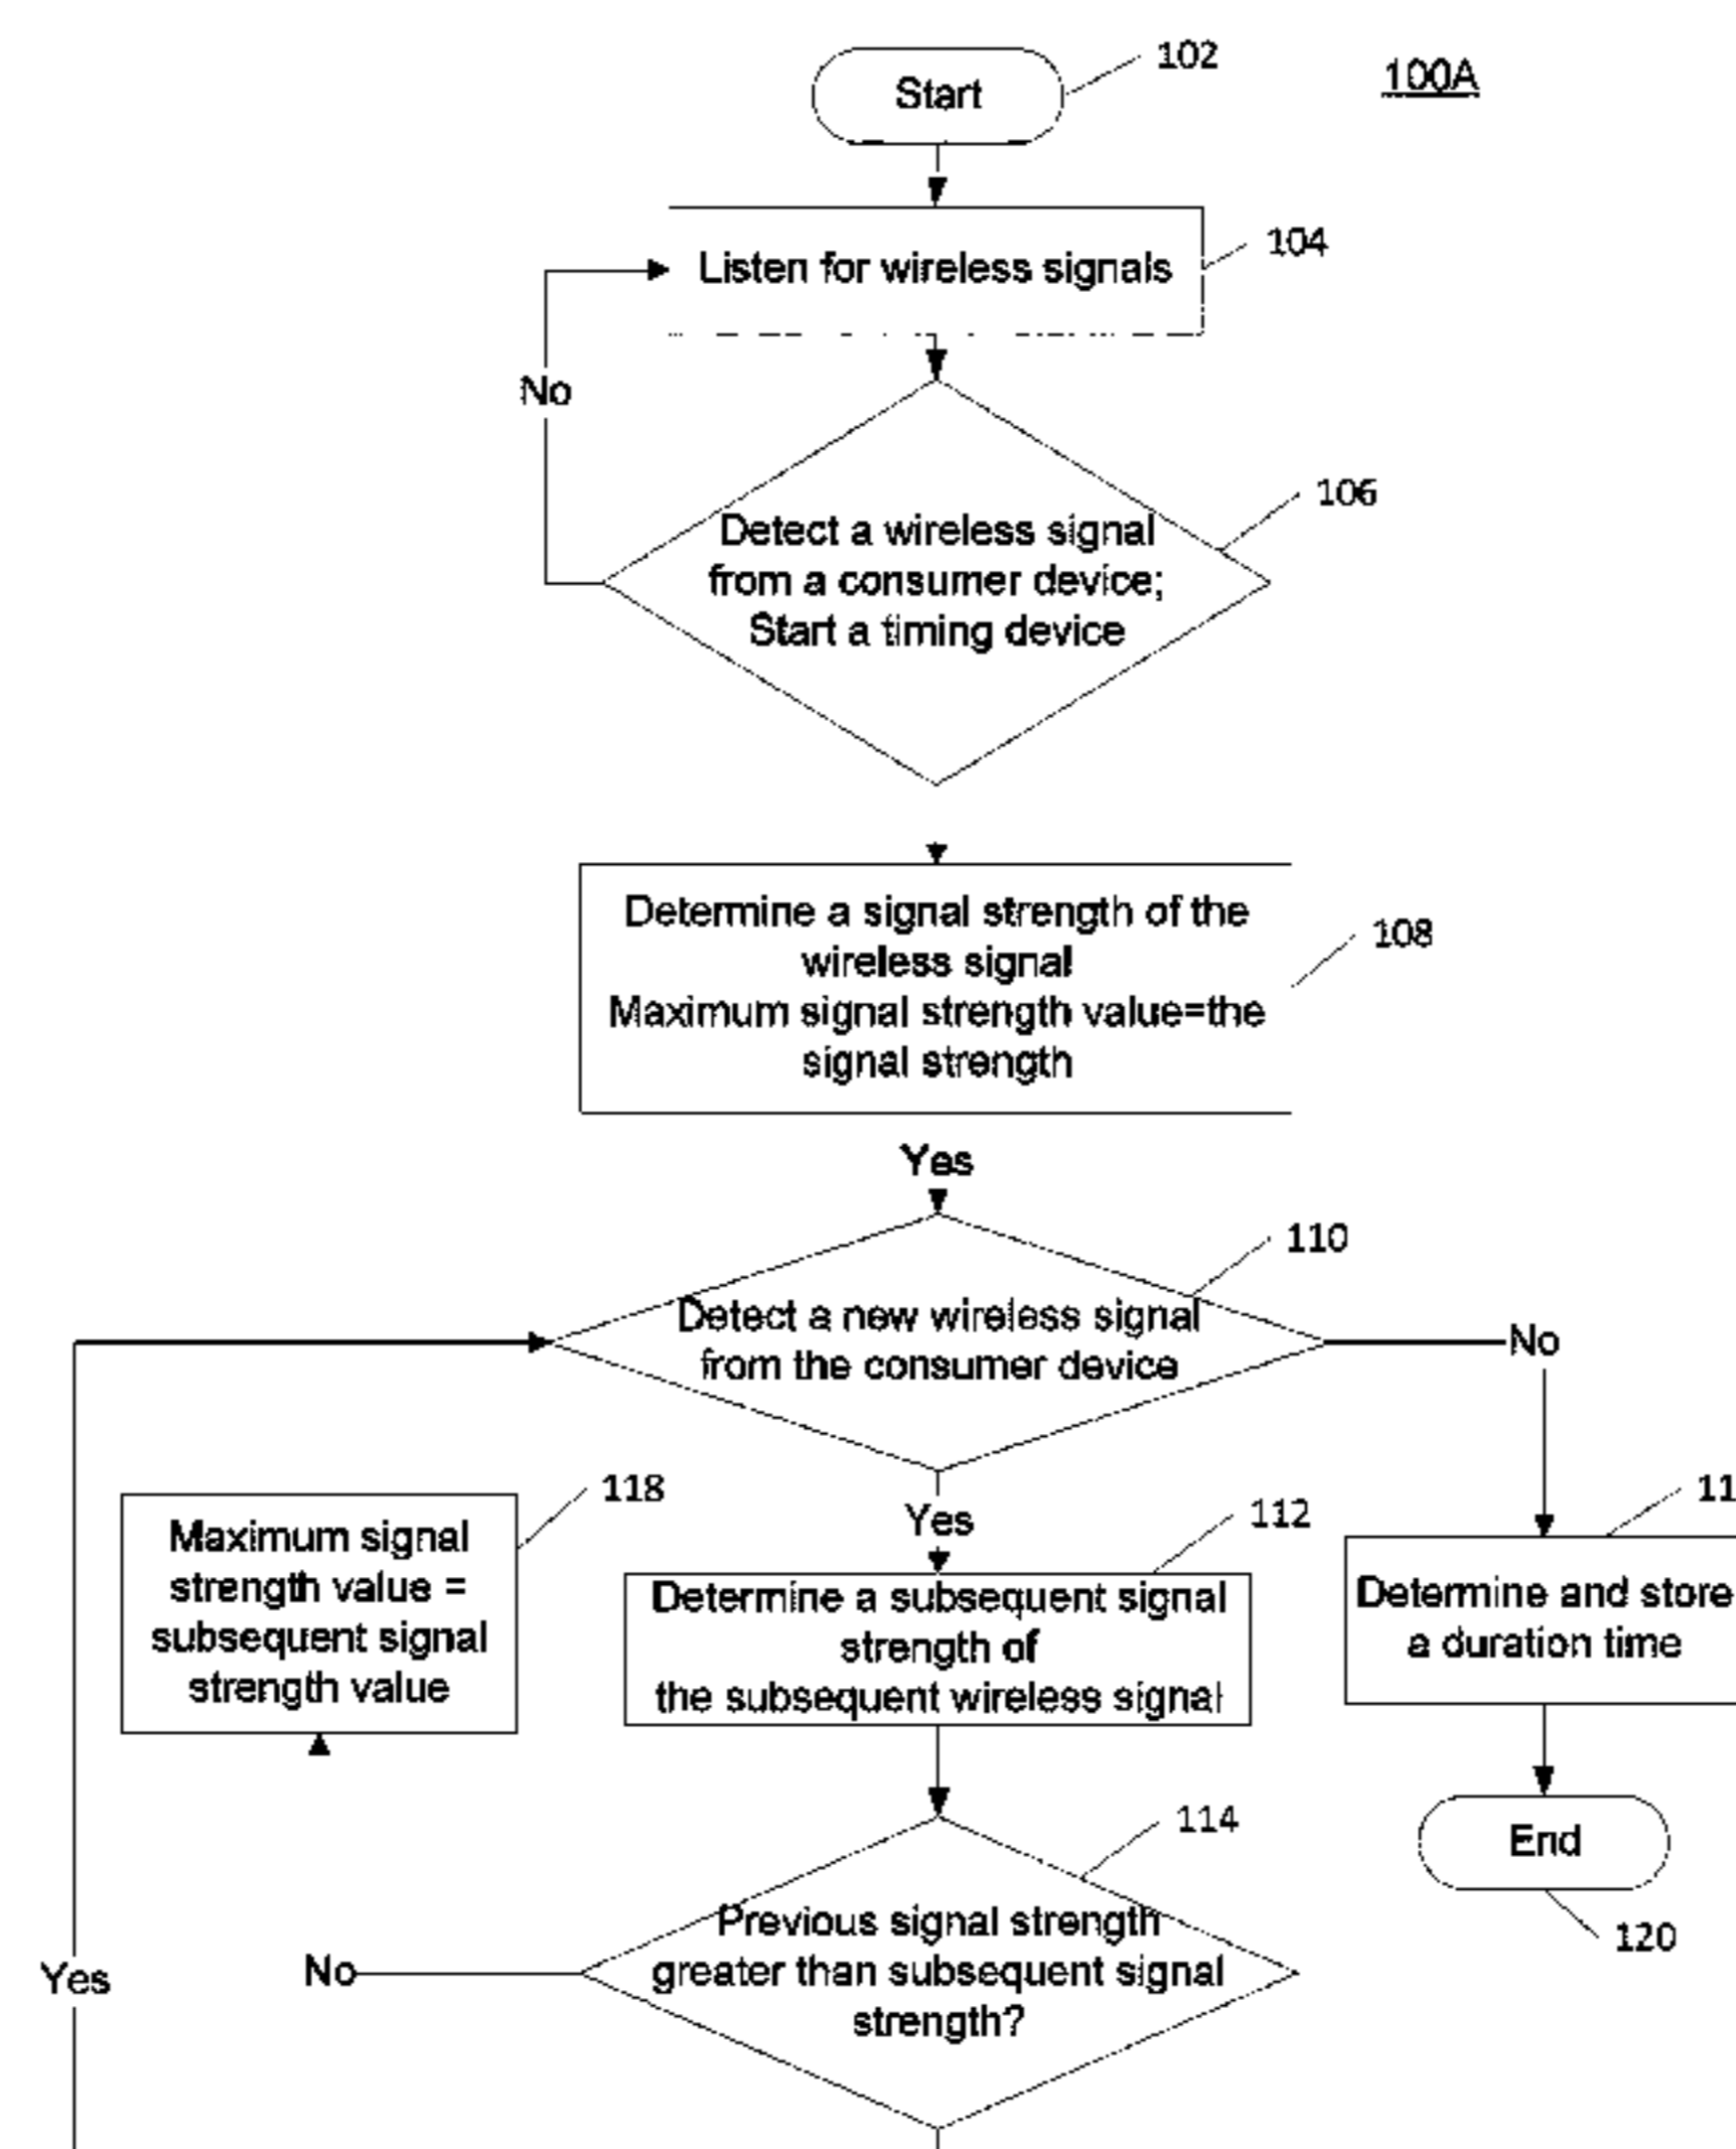 102
100A
Start
104
Listen for wireless signals
No
106
Detect a wireless signal
from a consumer device;
Start a timing device
108
Determine a signal strength of the
wireless signal
Maximum signal strength value=the
signal strength
Yes
110
Detect a new wireless signal
from the consumer device
No
118
Maximum signal
strength value =
subsequent signal
strength value
Yes
112
Determine a subsequent signal
strength of
the subsequent wireless signal
Determine and store
a duration time
114
End
120
Previous signal strength
greater than subsequent signal
strength?
No
Yes